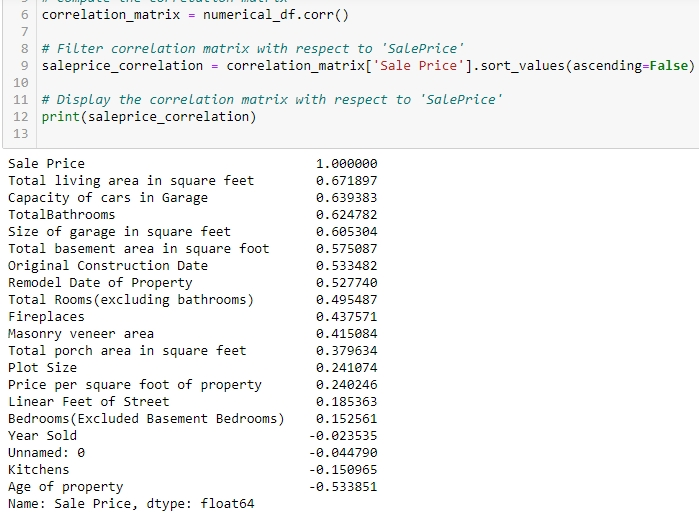 6 correlation_matrix = numerical_df.corr()
7
8 # Filter correlation matrix with respect to 'SalePrice'
9 saleprice_correlation = correlation_matrix['Sale Price'].sort_values(ascending=False)
10
11 # Display the correlation matrix with respect to 'SalePrice'
12 print(saleprice_correlation)
13
Sale Price 1.000000
Total living area in square feet 0.671897
Capacity of cars in Garage 0.639383
TotalBathrooms 0.624782
Size of garage in square feet 0.605304
Total basement area in square foot 0.575087
Original Construction Date 0.533482
Remodel Date of Property 0.527740
Total Rooms(excluding bathrooms) 0.495487
Fireplaces 0.437571
Masonry veneer area 0.415084
Total porch area in square feet 0.379634
Plot Size 0.241074
Price per square foot of property 0.240246
Linear Feet of Street 0.185363
Bedrooms(Excluded Basement Bedrooms) 0.152561
Year Sold -0.023535
Unnamed: 0 -0.044790
Kitchens -0.150965
Age of property -0.533851
Name: Sale Price, dtype: float64